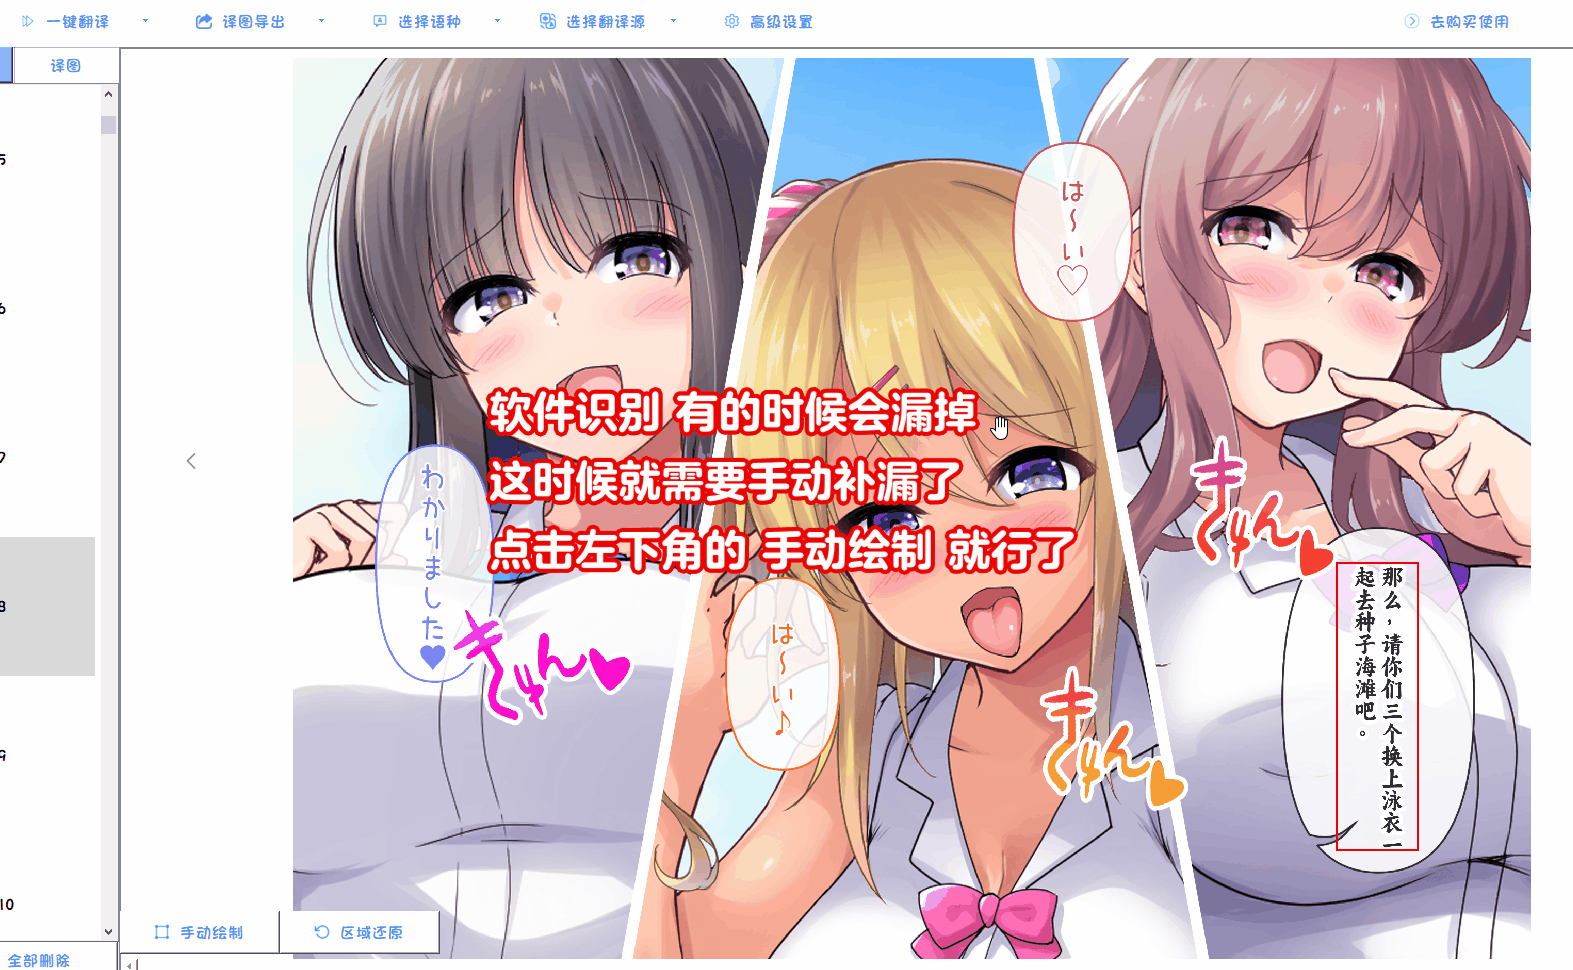 一键翻译
译图导出
选择语种
选择翻译源
高级设置
去购买使用
译图
5
6
7
8
9
10
全部删除
は～い♡
软件识别 有的时候会漏掉
这时候就需要手动补漏了
点击左下角的 手动绘制 就行了
わかりました♥
きゅん♥
は～い♪
きゅん♥
きゅん♥
那么，请你们三个换上泳衣一
起去种子海滩吧。
手动绘制
区域还原